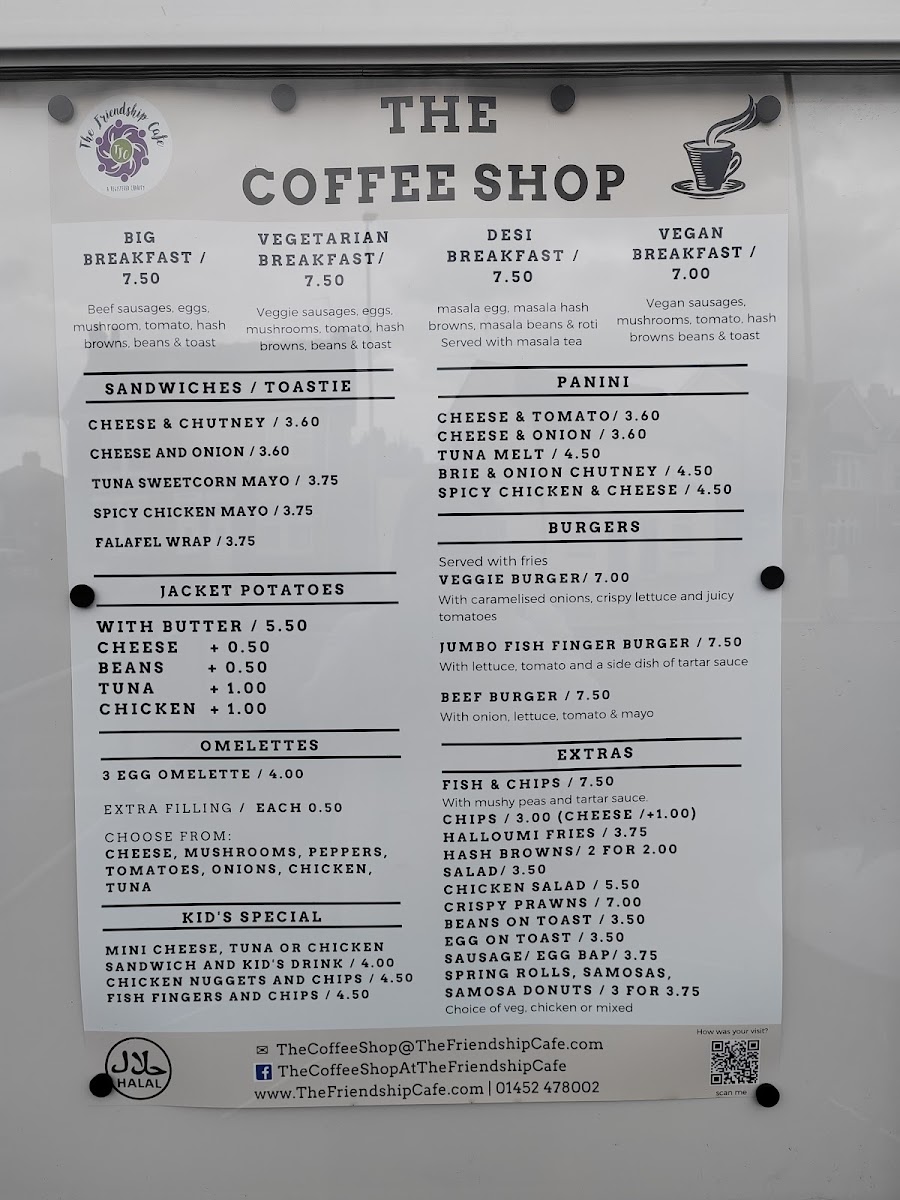 The Friendship Cafe
TFC
A REGISTERED CHARITY
THE
COFFEE SHOP
BIG
BREAKFAST /
7.50
Beef sausages, eggs,
mushroom, tomato, hash
browns, beans & toast
VEGETARIAN
BREAKFAST/
7.50
Veggie sausages, eggs,
mushrooms, tomato, hash
browns, beans & toast
DESI
BREAKFAST /
7.50
masala egg, masala hash
browns, masala beans & roti
Served with masala tea
VEGAN
BREAKFAST /
7.00
Vegan sausages,
mushrooms, tomato, hash
browns beans & toast
SANDWICHES / TOASTIE
CHEESE & CHUTNEY / 3.60
CHEESE AND ONION / 3.60
TUNA SWEETCORN MAYO / 3.75
SPICY CHICKEN MAYO / 3.75
FALAFEL WRAP / 3.75
JACKET POTATOES
WITH BUTTER / 5.50
CHEESE + 0.50
BEANS + 0.50
TUNA + 1.00
CHICKEN + 1.00
OMELETTES
3 EGG OMELETTE / 4.00
EXTRA FILLING / EACH 0.50
CHOOSE FROM:
CHEESE, MUSHROOMS, PEPPERS,
TOMATOES, ONIONS, CHICKEN,
TUNA
KID'S SPECIAL
MINI CHEESE, TUNA OR CHICKEN
SANDWICH AND KID'S DRINK / 4.00
CHICKEN NUGGETS AND CHIPS / 4.50
FISH FINGERS AND CHIPS / 4.50
PANINI
CHEESE & TOMATO/ 3.60
CHEESE & ONION / 3.60
TUNA MELT / 4.50
BRIE & ONION CHUTNEY / 4.50
SPICY CHICKEN & CHEESE / 4.50
BURGERS
Served with fries
VEGGIE BURGER/ 7.00
With caramelised onions, crispy lettuce and juicy
tomatoes
JUMBO FISH FINGER BURGER / 7.50
With lettuce, tomato and a side dish of tartar sauce
BEEF BURGER / 7.50
With onion, lettuce, tomato & mayo
EXTRAS
FISH & CHIPS / 7.50
With mushy peas and tartar sauce.
CHIPS / 3.00 (CHEESE /+1.00)
HALLOUMI FRIES / 3.75
HASH BROWNS/ 2 FOR 2.00
SALAD/ 3.50
CHICKEN SALAD / 5.50
CRISPY PRAWNS / 7.00
BEANS ON TOAST / 3.50
EGG ON TOAST / 3.50
SAUSAGE/ EGG BAP/ 3.75
SPRING ROLLS, SAMOSAS,
SAMOSA DONUTS / 3 FOR 3.75
Choice of veg, chicken or mixed
حلال
HALAL
TheCoffeeShop@TheFriendshipCafe.com
TheCoffeeShopAtTheFriendshipCafe
www.TheFriendshipCafe.com | 01452 478002
How was your visit?
scan me